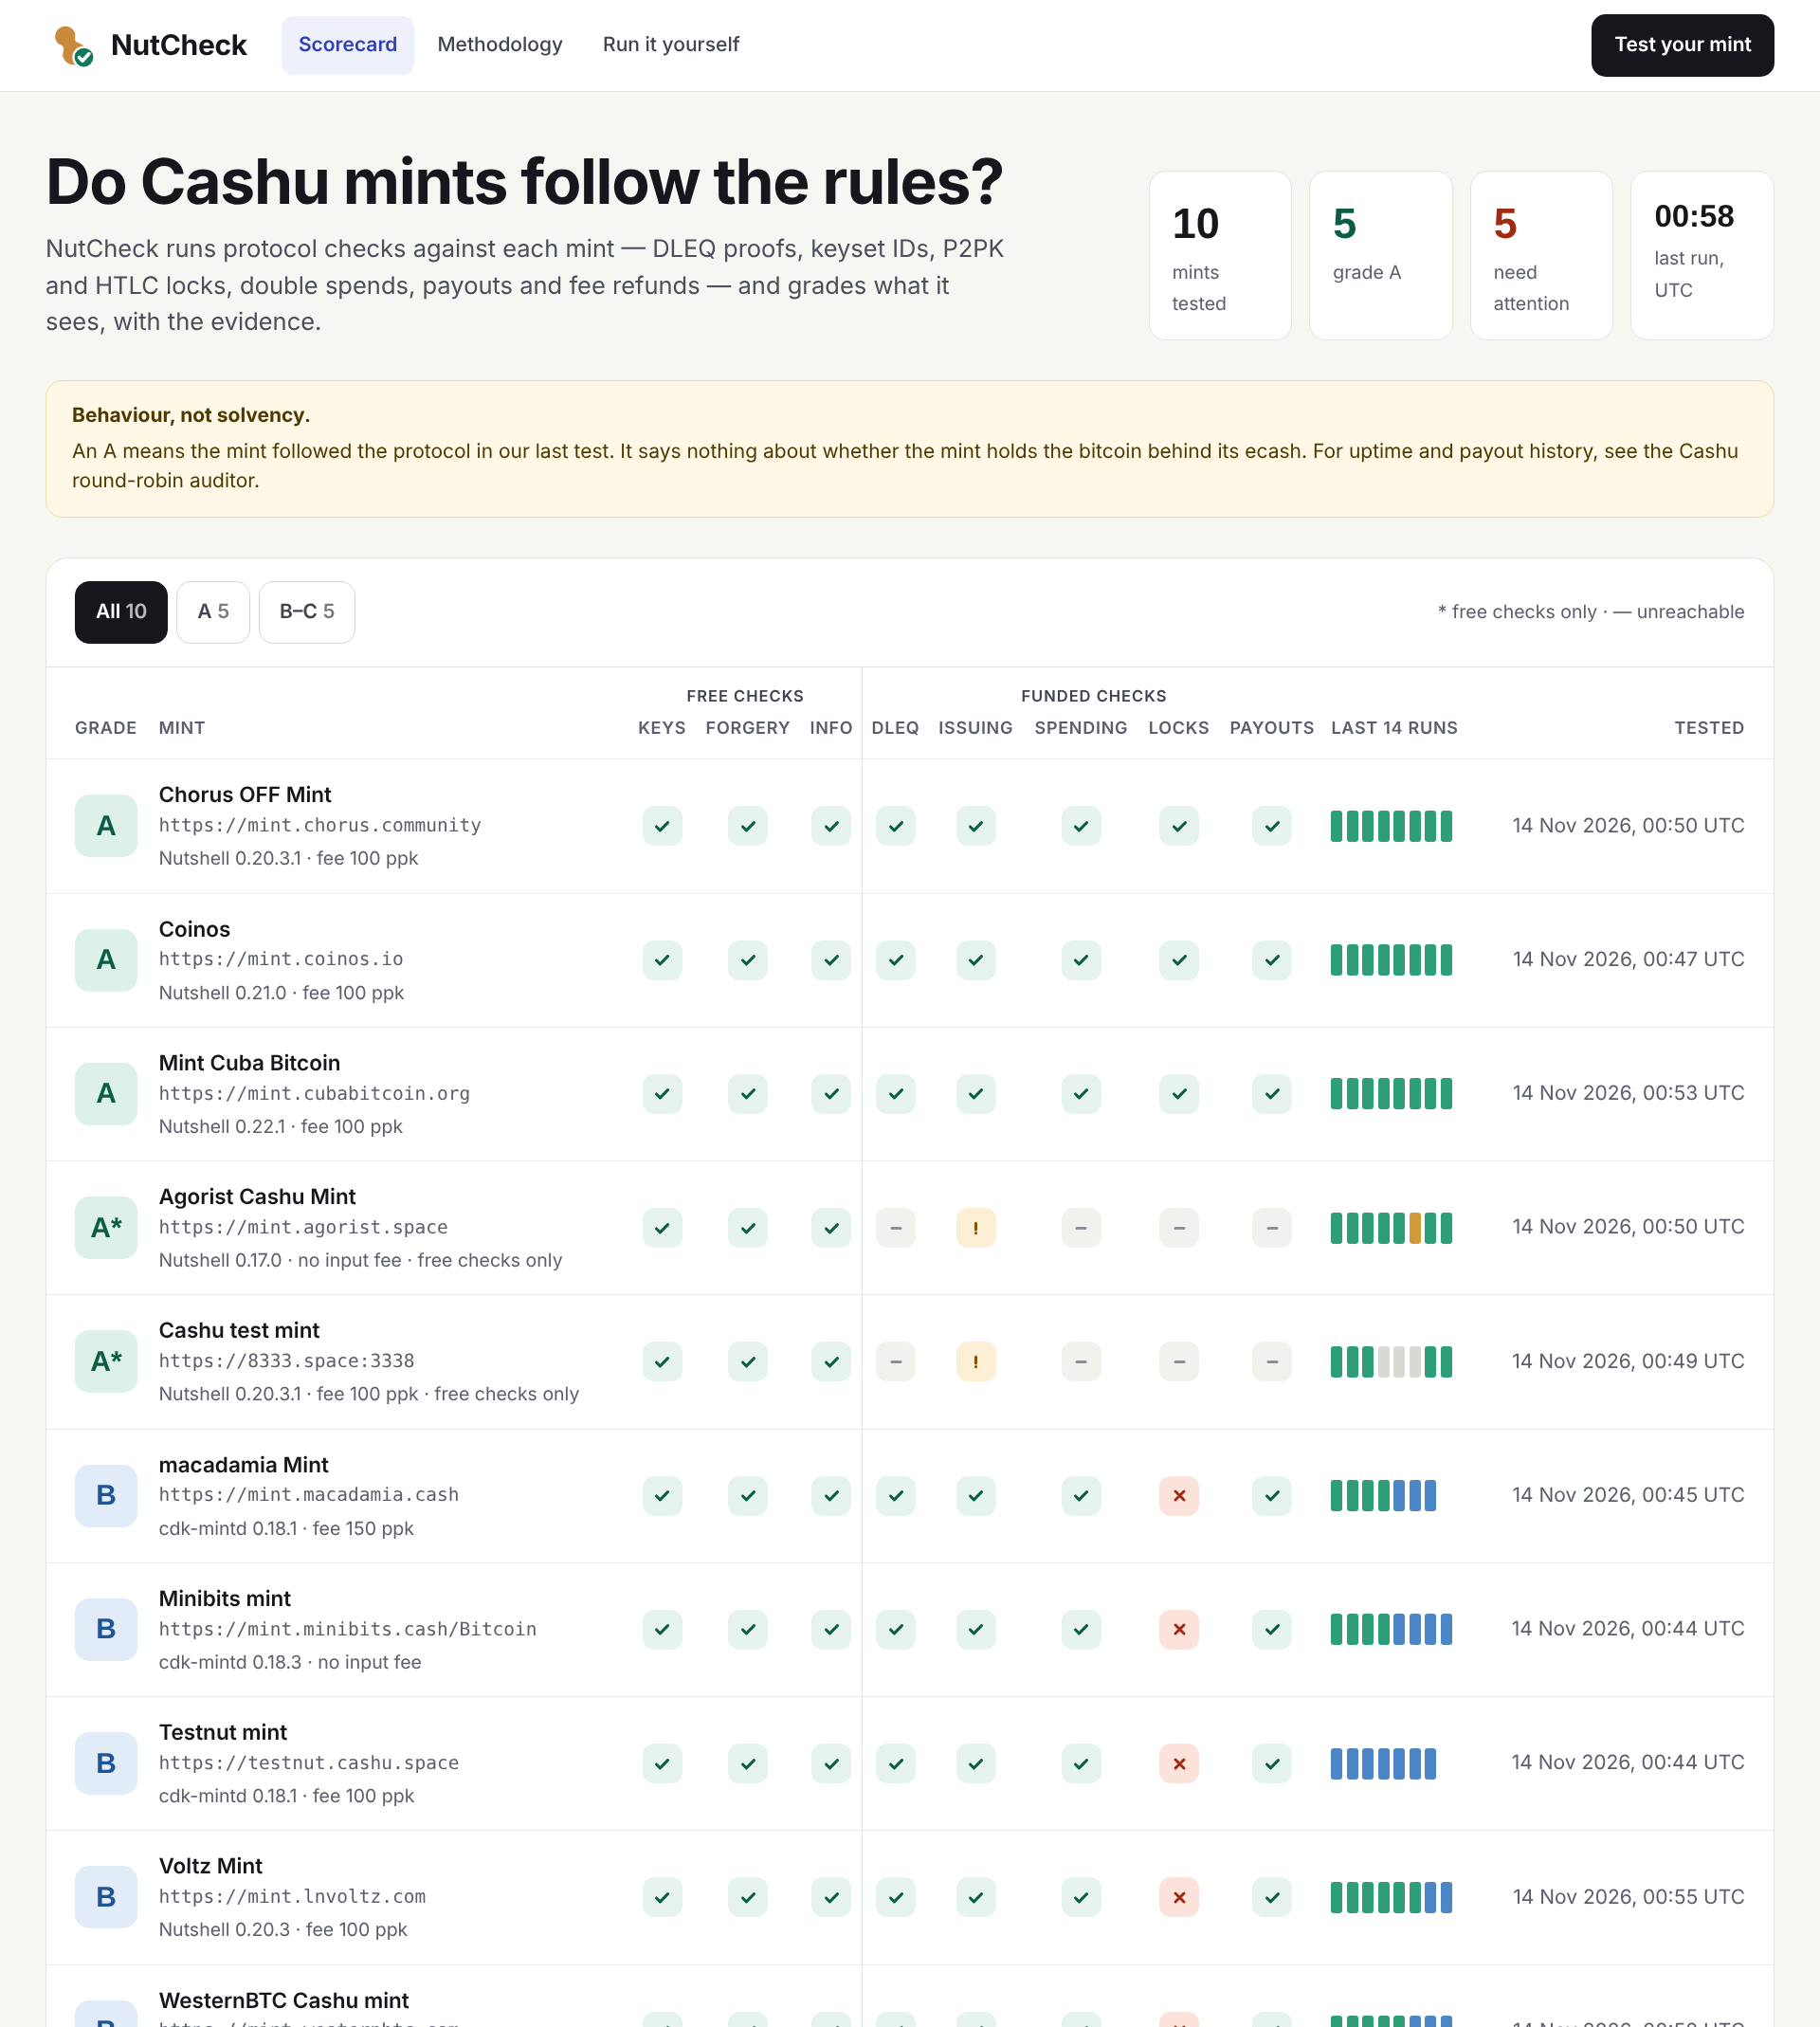 NutCheck
Scorecard
Methodology
Run it yourself
Test your mint
Do Cashu mints follow the rules?
NutCheck runs protocol checks against each mint — DLEQ proofs, keyset IDs, P2PK
and HTLC locks, double spends, payouts and fee refunds — and grades what it
sees, with the evidence.
10
mints
tested
5
grade A
5
need
attention
00:58
last run,
UTC
Behaviour, not solvency.
An A means the mint followed the protocol in our last test. It says nothing about whether the mint holds the bitcoin behind its ecash. For uptime and payout history, see the Cashu
round-robin auditor.
All 10
A 5
B–C 5
* free checks only · — unreachable
FREE CHECKS
FUNDED CHECKS
GRADE
MINT
KEYS
FORGERY
INFO
DLEQ
ISSUING
SPENDING
LOCKS
PAYOUTS
LAST 14 RUNS
TESTED
A
Chorus OFF Mint
https://mint.chorus.community
Nutshell 0.20.3.1 · fee 100 ppk
14 Nov 2026, 00:50 UTC
A
Coinos
https://mint.coinos.io
Nutshell 0.21.0 · fee 100 ppk
14 Nov 2026, 00:47 UTC
A
Mint Cuba Bitcoin
https://mint.cubabitcoin.org
Nutshell 0.22.1 · fee 100 ppk
14 Nov 2026, 00:53 UTC
A*
Agorist Cashu Mint
https://mint.agorist.space
Nutshell 0.17.0 · no input fee · free checks only
14 Nov 2026, 00:50 UTC
A*
Cashu test mint
https://8333.space:3338
Nutshell 0.20.3.1 · fee 100 ppk · free checks only
14 Nov 2026, 00:49 UTC
B
macadamia Mint
https://mint.macadamia.cash
cdk-mintd 0.18.1 · fee 150 ppk
14 Nov 2026, 00:45 UTC
B
Minibits mint
https://mint.minibits.cash/Bitcoin
cdk-mintd 0.18.3 · no input fee
14 Nov 2026, 00:44 UTC
B
Testnut mint
https://testnut.cashu.space
cdk-mintd 0.18.1 · fee 100 ppk
14 Nov 2026, 00:44 UTC
B
Voltz Mint
https://mint.lnvoltz.com
Nutshell 0.20.3 · fee 100 ppk
14 Nov 2026, 00:55 UTC
WesternBTC Cashu mint